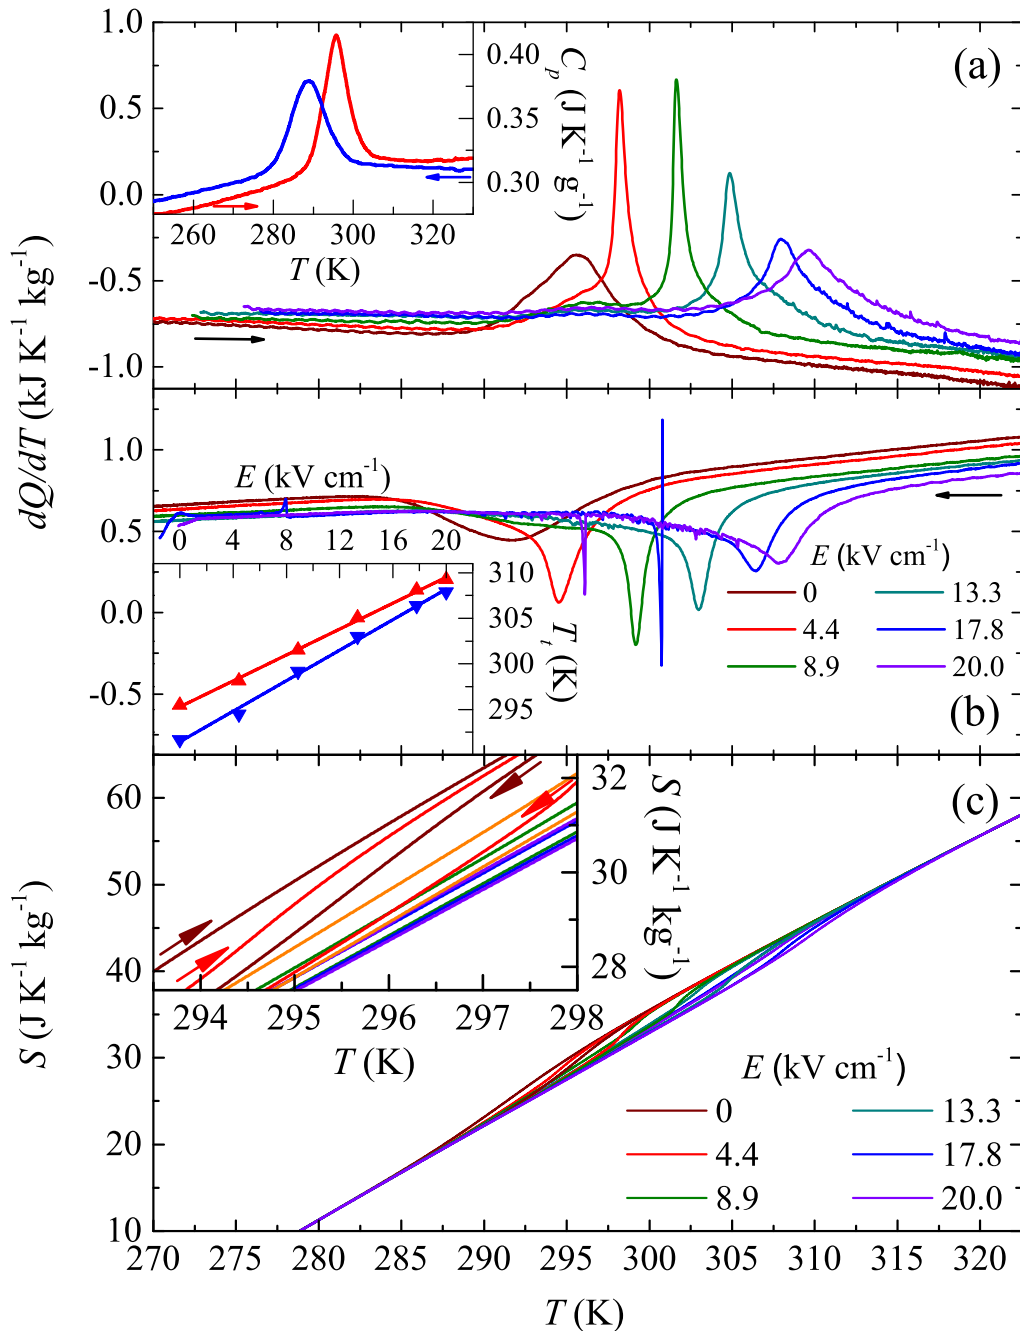 (a)
1.0
0.5
0.0
-0.5
-1.0
0.40
0.35
0.30
C_p (J K^-1 g^-1)
260 280 300 320
T (K)
dQ/dT (kJ K^-1 kg^-1)
(b)
1.0
0.5
0.0
-0.5
E (kV cm^-1)
0 4 8 12 16 20
310
305
300
295
T_t (K)
E (kV cm^-1)
0 13.3
4.4 17.8
8.9 20.0
(c)
60
50
40
30
20
10
S (J K^-1 kg^-1)
32
30
28
S (J K^-1 kg^-1)
294 295 296 297 298
T (K)
E (kV cm^-1)
0 13.3
4.4 17.8
8.9 20.0
270 275 280 285 290 295 300 305 310 315 320
T (K)